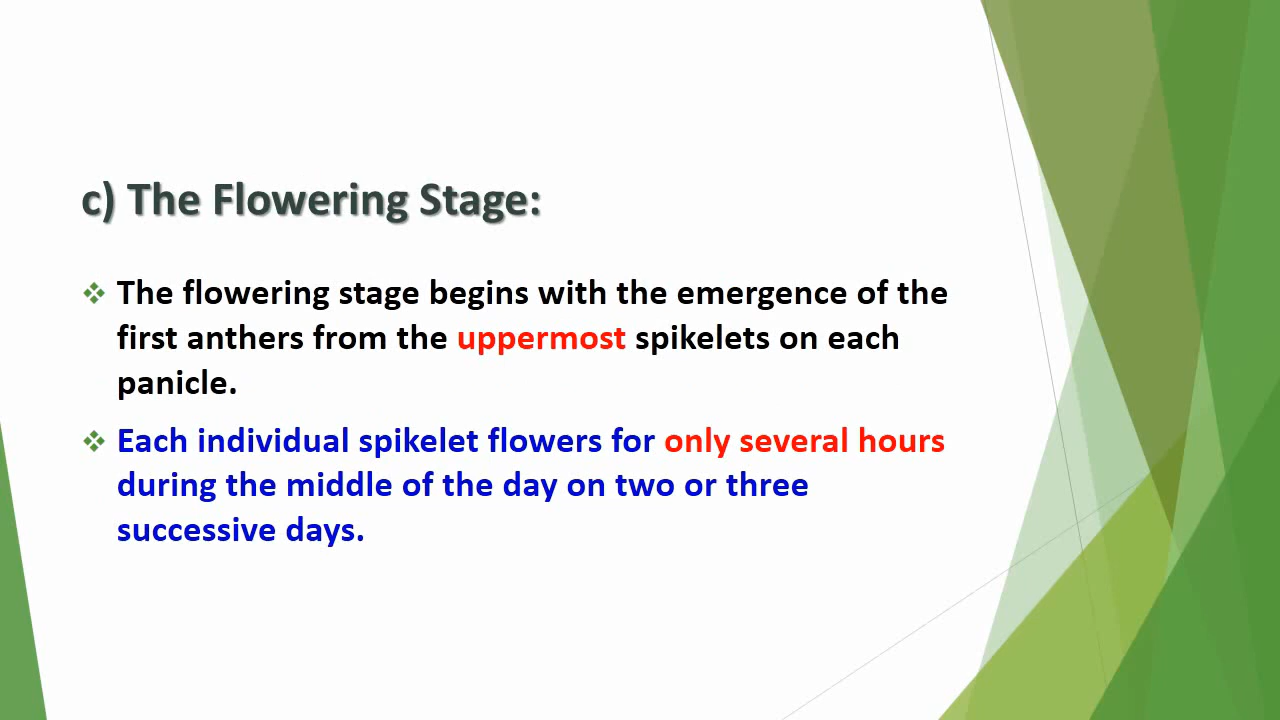 c) The Flowering Stage:
❖ The flowering stage begins with the emergence of the
first anthers from the uppermost spikelets on each
panicle.
❖ Each individual spikelet flowers for only several hours
during the middle of the day on two or three
successive days.